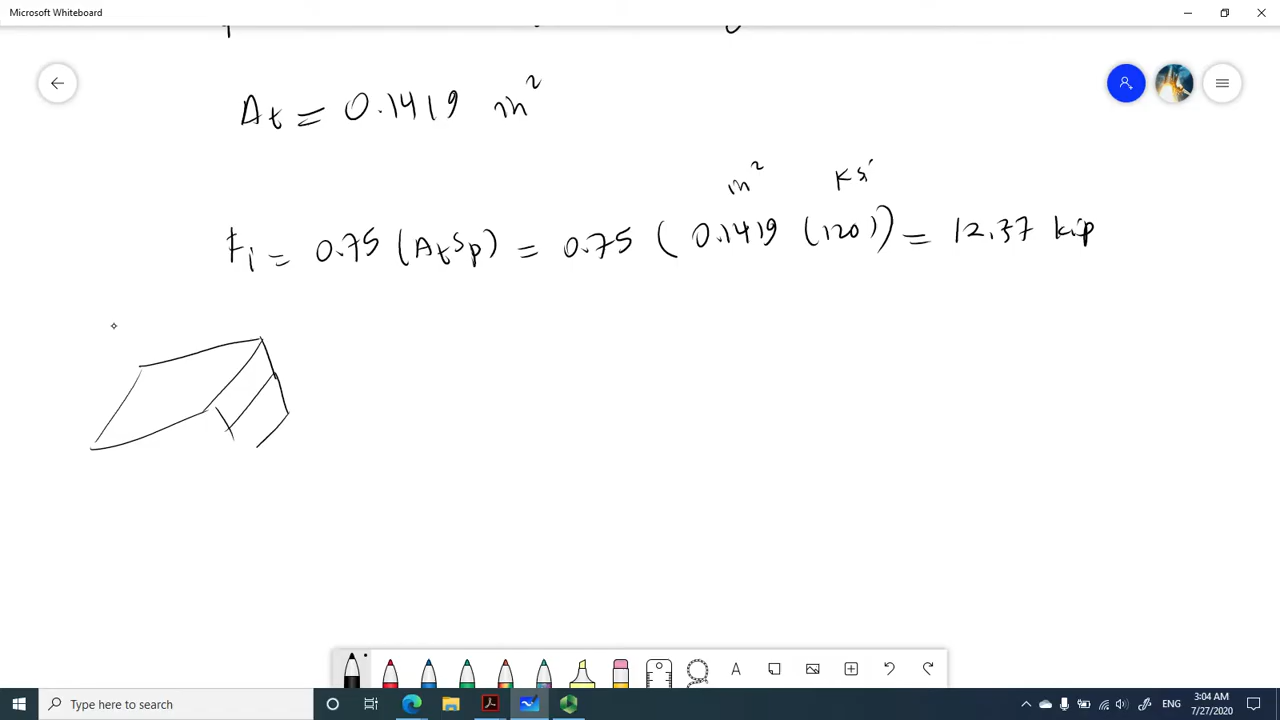 Microsoft Whiteboard
At = 0.1419 in²
in² ksi
Fi = 0.75 (AtSp) = 0.75 (0.1419 (120)) = 12.77 kip
A
Type here to search
ENG
3:04 AM
7/27/2020